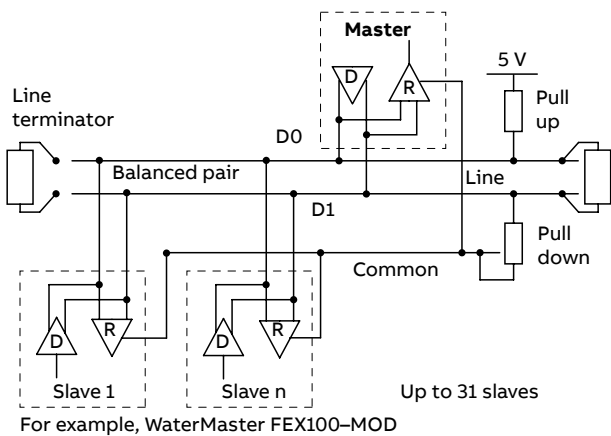 Master
D
R
5 V
Pull
up
Line
terminator
D0
Balanced pair
Line
D1
Common
Pull
down
D
R
Slave 1
D
R
Slave n
Up to 31 slaves
For example, WaterMaster FEX100–MOD